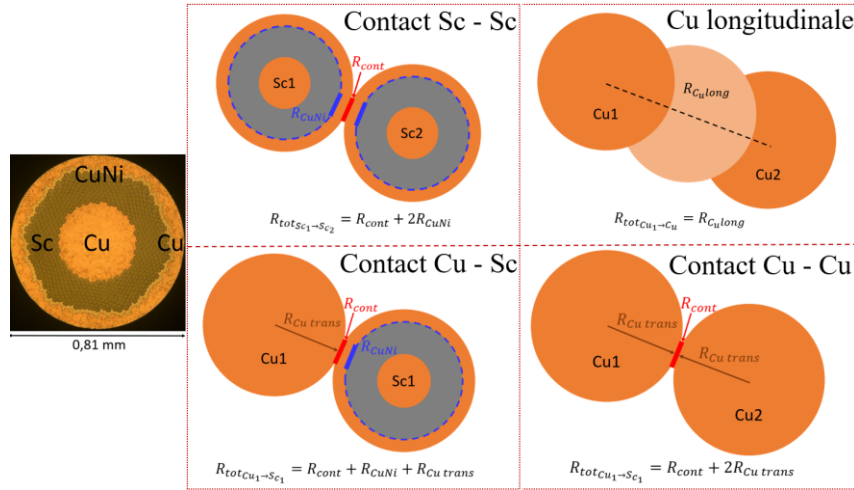 CuNi
Sc
Cu
Cu
0,81 mm
Contact Sc - Sc
R_cont
Sc1
R_CuNi
Sc2
R_tot_Sc₁→Sc₂ = R_cont + 2R_CuNi
Cu longitudinale
R_Cu long
Cu1
Cu2
R_tot_Cu₁→Cu = R_Cu long
Contact Cu - Sc
R_cont
R_Cu trans
R_CuNi
Cu1
Sc1
R_tot_Cu₁→Sc₁ = R_cont + R_CuNi + R_Cu trans
Contact Cu - Cu
R_cont
R_Cu trans
R_Cu trans
Cu1
Cu2
R_tot_Cu₁→Sc₁ = R_cont + 2R_Cu trans